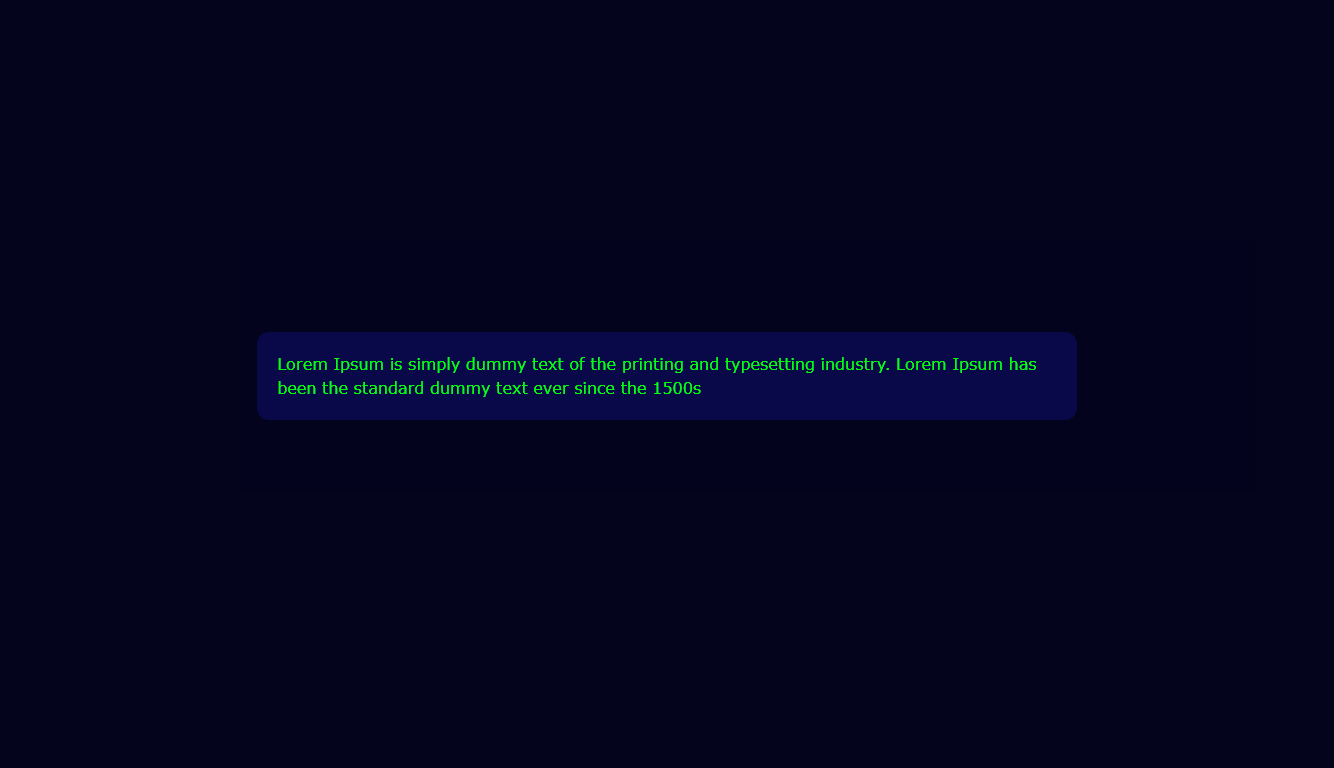 Lorem Ipsum is simply dummy text of the printing and typesetting industry. Lorem Ipsum has
been the standard dummy text ever since the 1500s